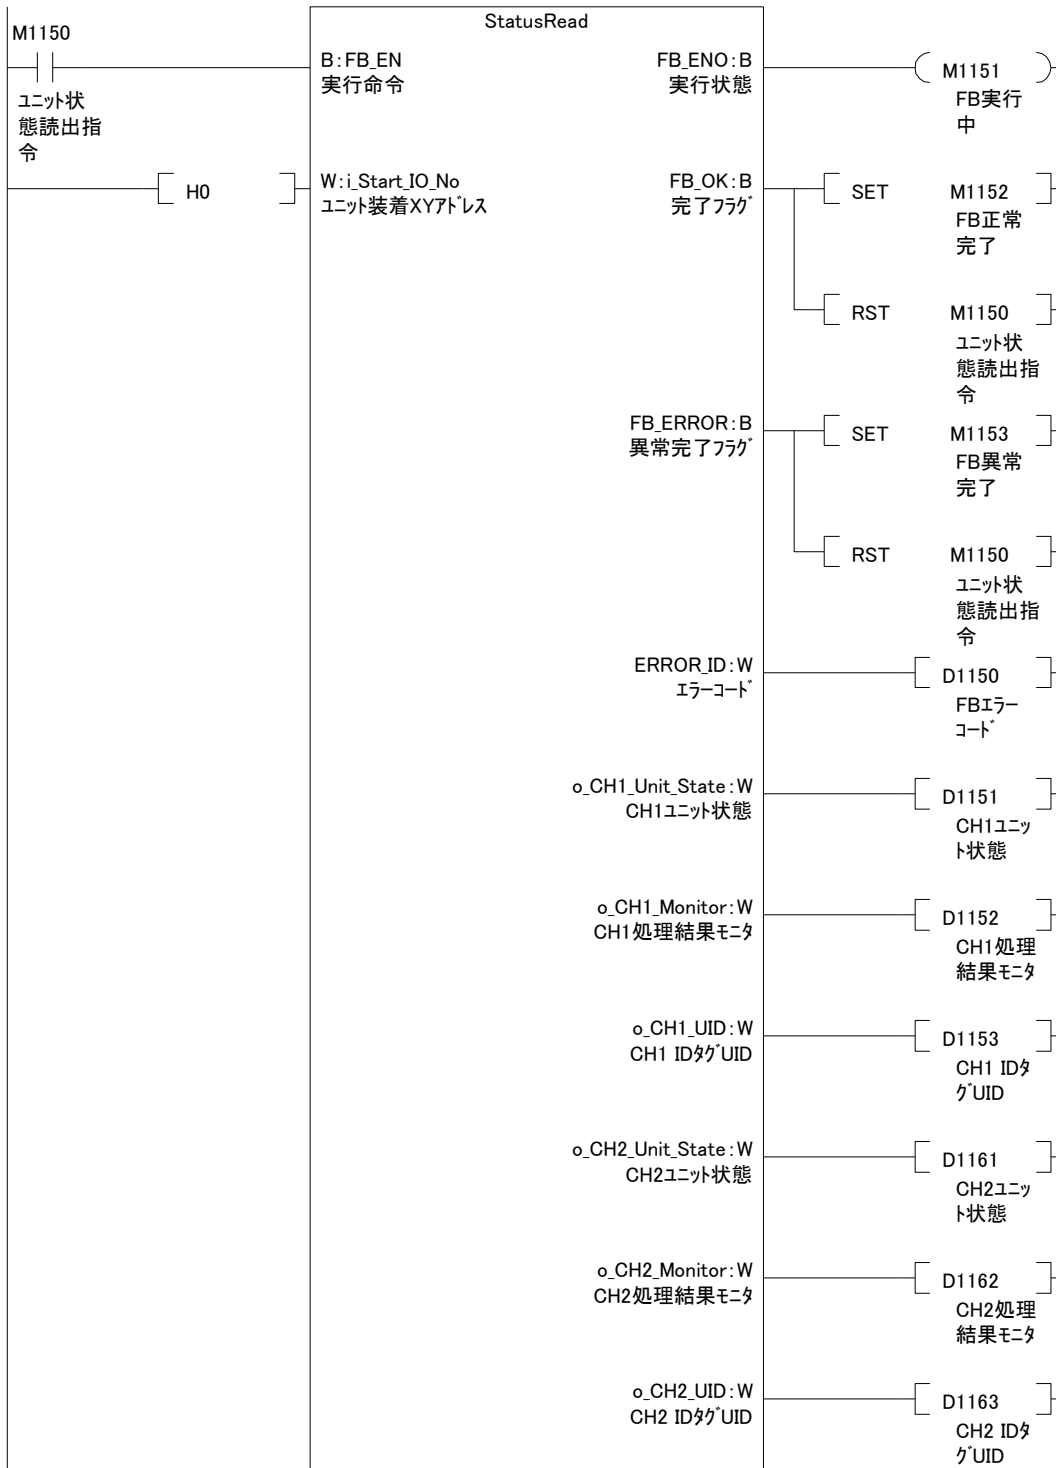 StatusRead
M1150
B:FB_EN
FB_ENO:B
M1151
実行命令
実行状態
FB実行
中
ユニット状
態読出指
令
H0
W:i_Start_IO_No
ユニット装着XYアドレス
FB_OK:B
完了フラグ
SET M1152
FB正常
完了
RST M1150
ユニット状
態読出指
令
FB_ERROR:B
異常完了フラグ
SET M1153
FB異常
完了
RST M1150
ユニット状
態読出指
令
ERROR_ID:W
エラーコード
D1150
FBエラー
コード
o_CH1_Unit_State:W
CH1ユニット状態
D1151
CH1ユニッ
ト状態
o_CH1_Monitor:W
CH1処理結果モニタ
D1152
CH1処理
結果モニタ
o_CH1_UID:W
CH1 IDタグUID
D1153
CH1 IDタ
グUID
o_CH2_Unit_State:W
CH2ユニット状態
D1161
CH2ユニッ
ト状態
o_CH2_Monitor:W
CH2処理結果モニタ
D1162
CH2処理
結果モニタ
o_CH2_UID:W
CH2 IDタグUID
D1163
CH2 IDタ
グUID